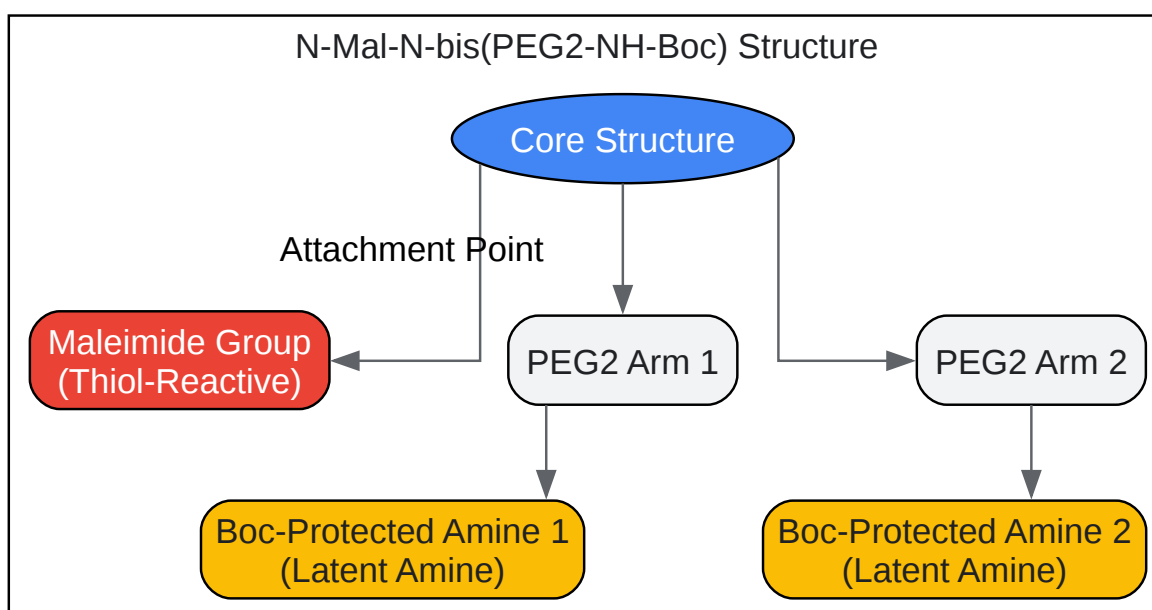 N-Mal-N-bis(PEG2-NH-Boc) Structure
Core Structure
Attachment Point
Maleimide Group
(Thiol-Reactive)
PEG2 Arm 1
PEG2 Arm 2
Boc-Protected Amine 1
(Latent Amine)
Boc-Protected Amine 2
(Latent Amine)